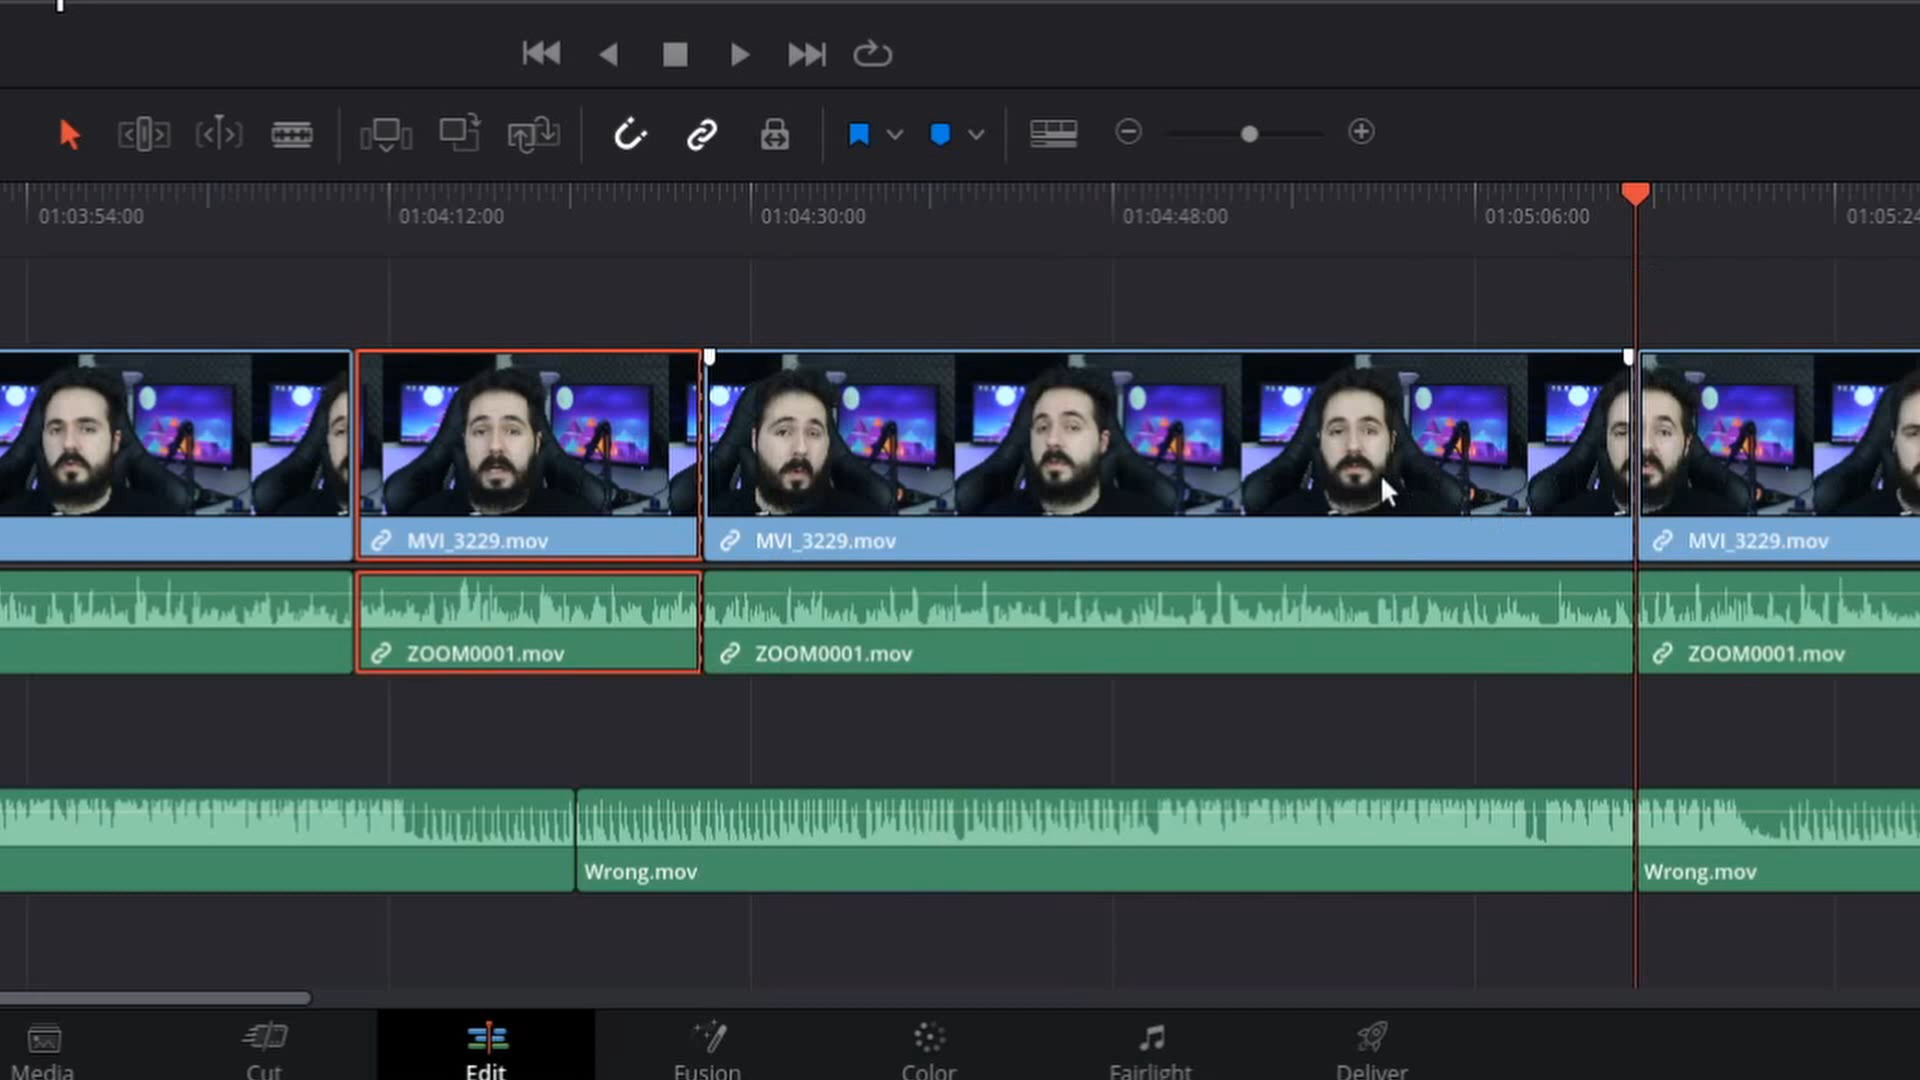 01:03:54:00 01:04:12:00 01:04:30:00 01:04:48:00 01:05:06:00 01:05:24
MVI_3229.mov MVI_3229.mov MVI_3229.mov
ZOOM0001.mov ZOOM0001.mov ZOOM0001.mov
Wrong.mov Wrong.mov
Media Cut Edit Fusion Color Fairlight Deliver